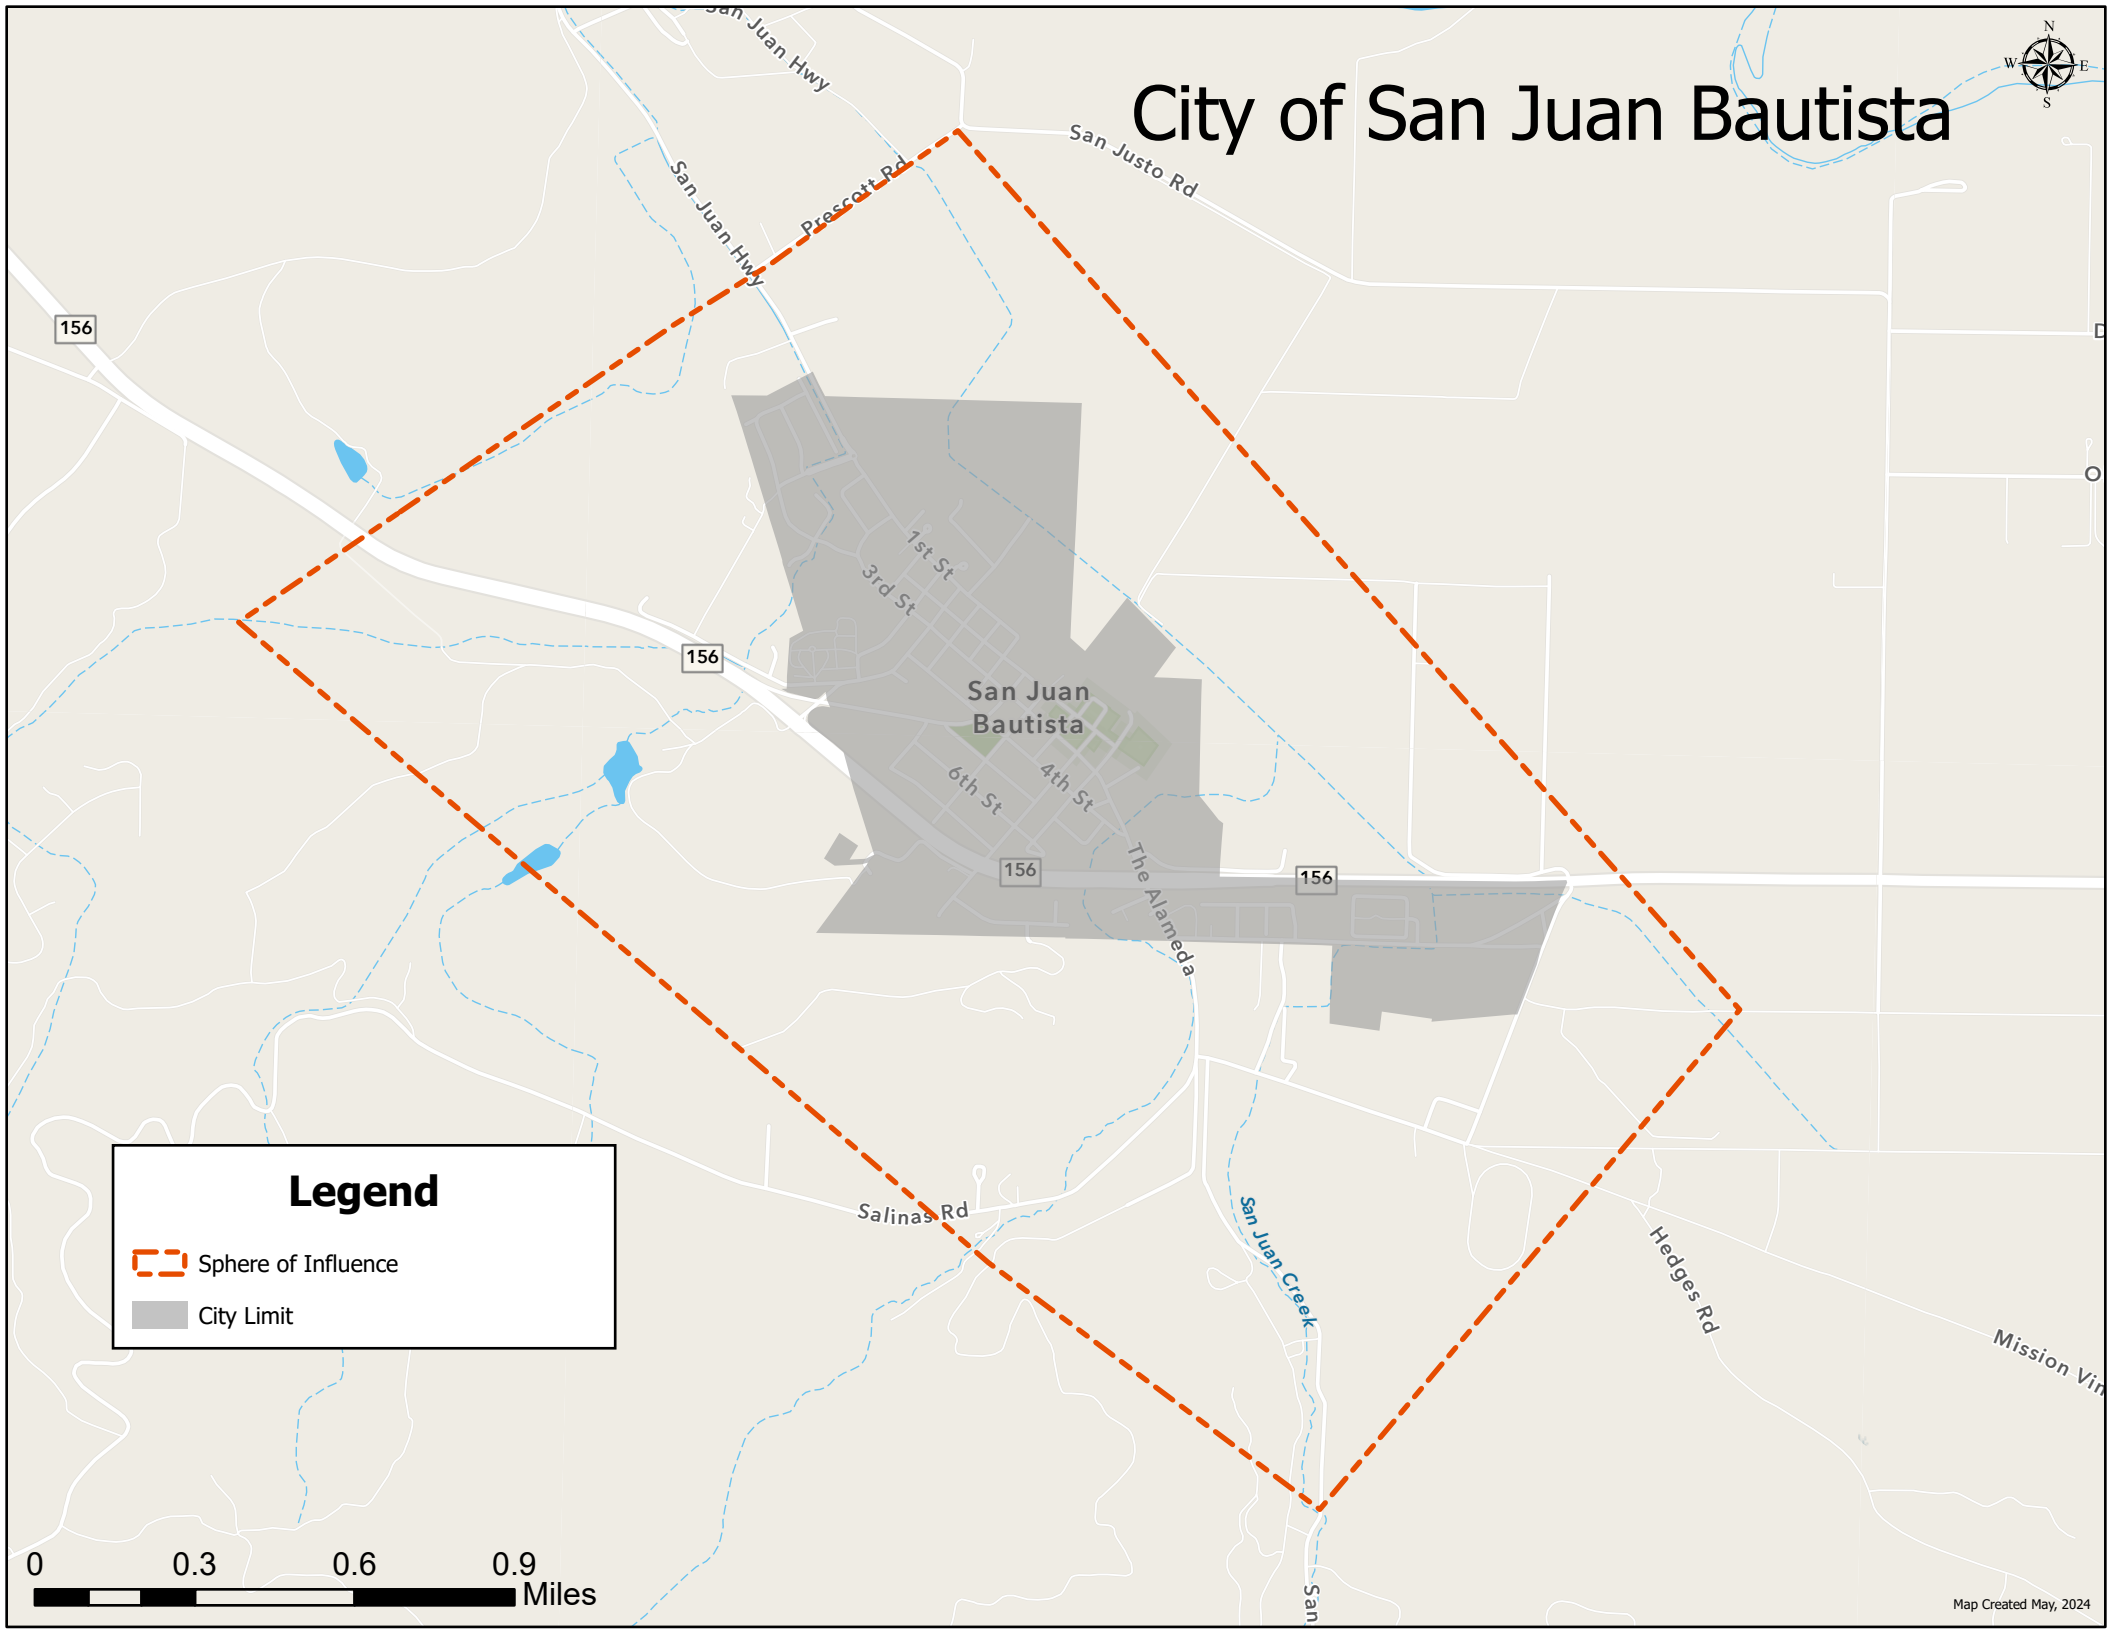 San Juan Hwy
N
W E
S
City of San Juan Bautista
San Justo Rd
Prescott Rd
San Juan Hwy
156
D
O
1st St
3rd St
156
San Juan
Bautista
6th St
4th St
156
156
The Alameda
Legend
Sphere of Influence
City Limit
Salinas Rd
San Juan Creek
Hedges Rd
Mission Vin
0 0.3 0.6 0.9
Miles
San
Map Created May, 2024